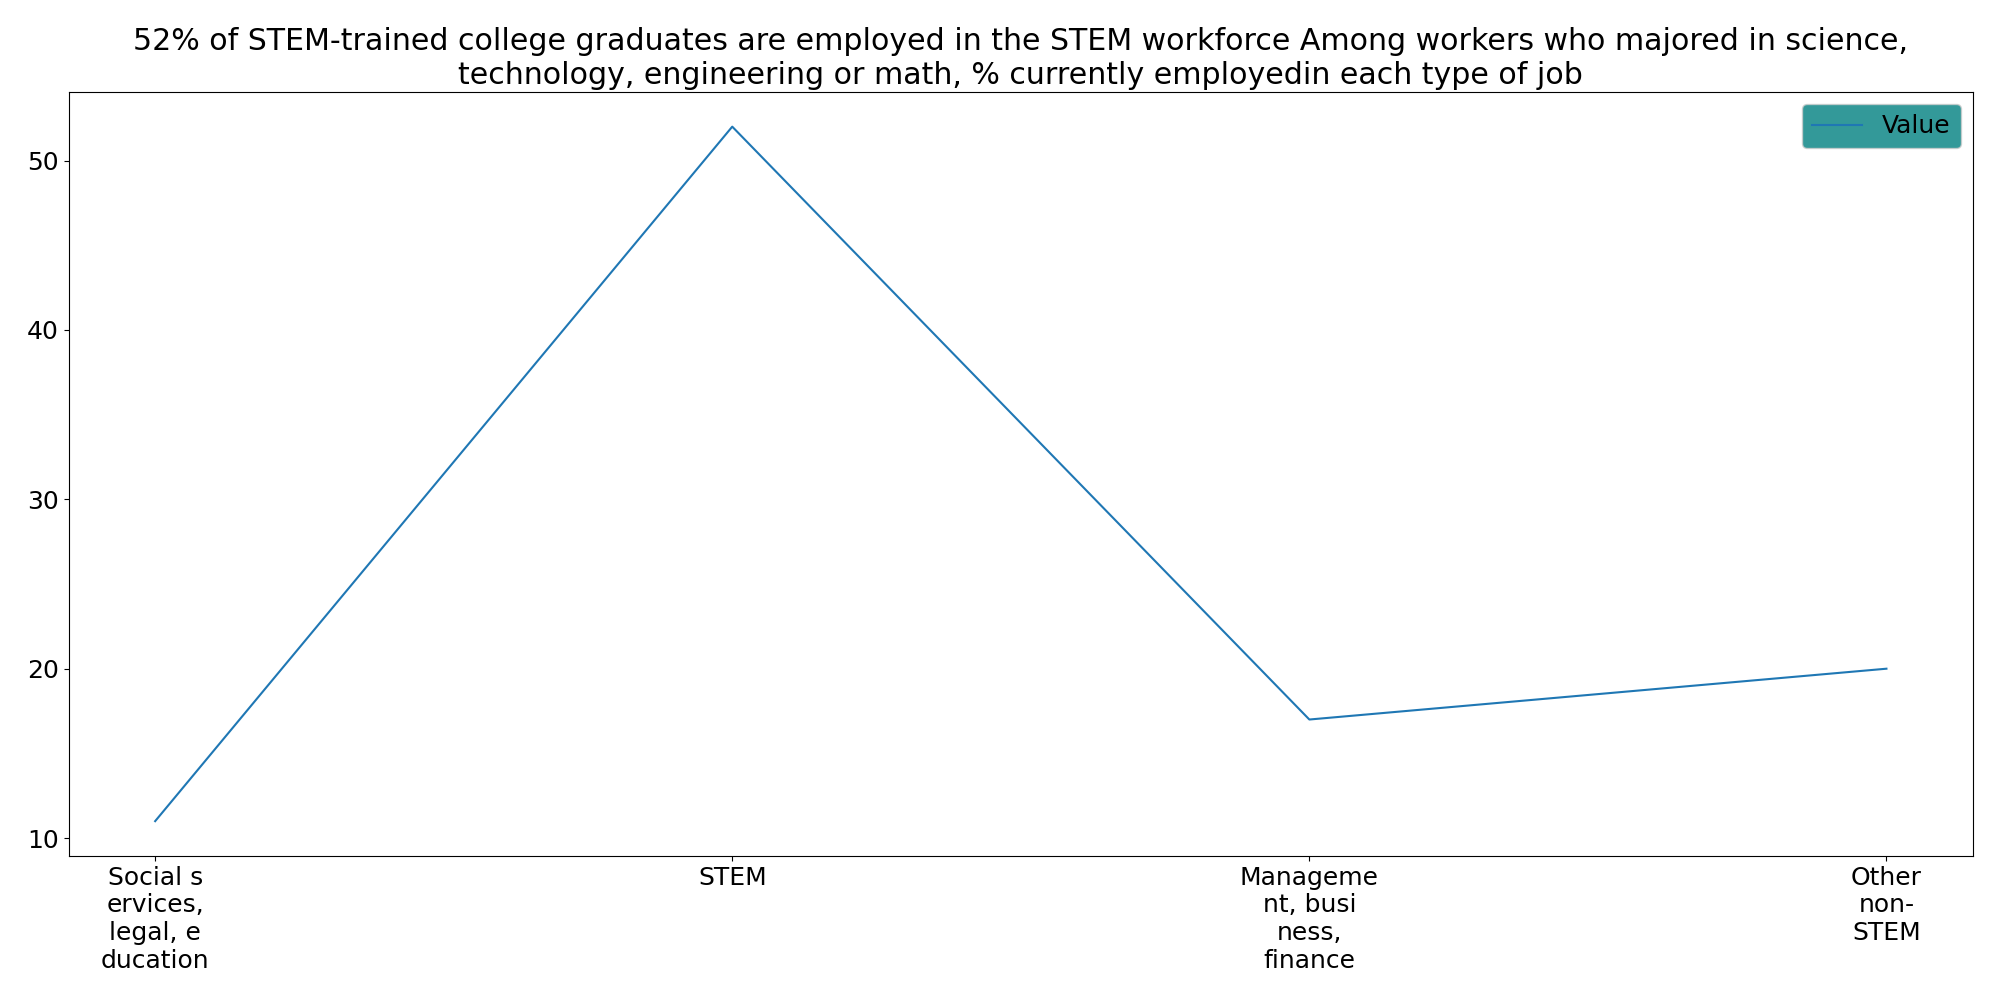 52% of STEM-trained college graduates are employed in the STEM workforce Among workers who majored in science,
technology, engineering or math, % currently employedin each type of job
Value
50
40
30
20
10
Social s
ervices,
legal, e
ducation
STEM
Manageme
nt, busi
ness,
finance
Other
non-
STEM